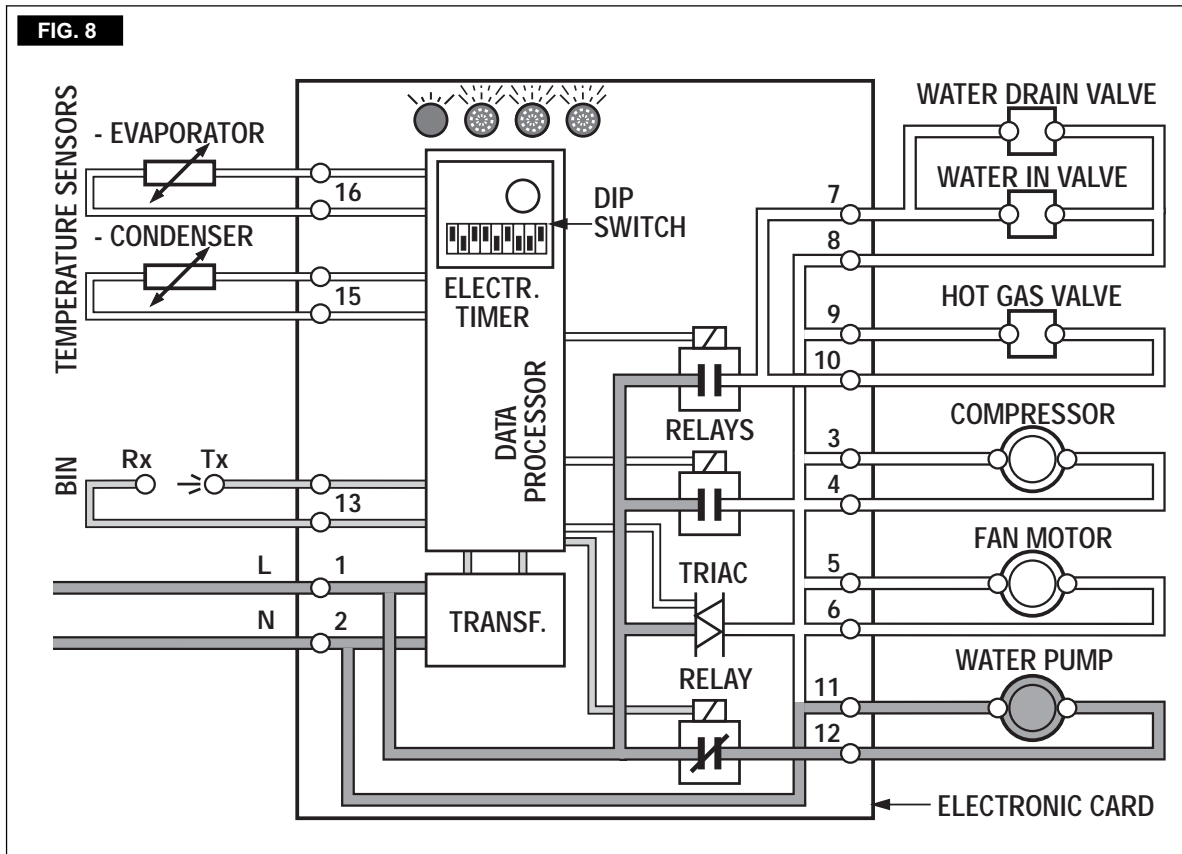 FIG. 8
TEMPERATURE SENSORS
- EVAPORATOR
16
- CONDENSER
15
BIN
Rx
Tx
13
L
1
N
2
DIP
SWITCH
ELECTR.
TIMER
DATA
PROCESSOR
TRANSF.
RELAYS
TRIAC
RELAY
7
8
9
10
3
4
5
6
11
12
WATER DRAIN VALVE
WATER IN VALVE
HOT GAS VALVE
COMPRESSOR
FAN MOTOR
WATER PUMP
ELECTRONIC CARD